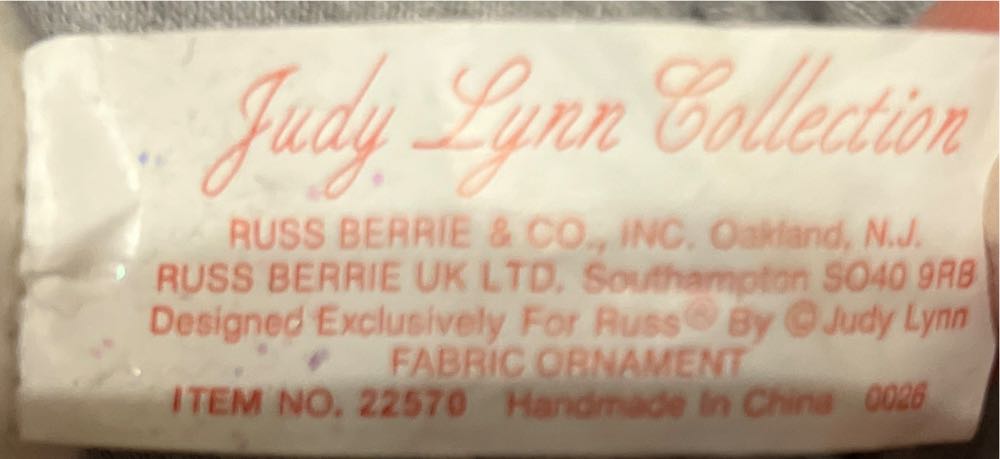 Judy Lynn Collection
RUSS BERRIE & CO., INC. Oakland, N.J.
RUSS BERRIE UK LTD. Southampton SO40 9RB
Designed Exclusively For Russ® By © Judy Lynn
FABRIC ORNAMENT
ITEM NO. 22570 Handmade In China 0026